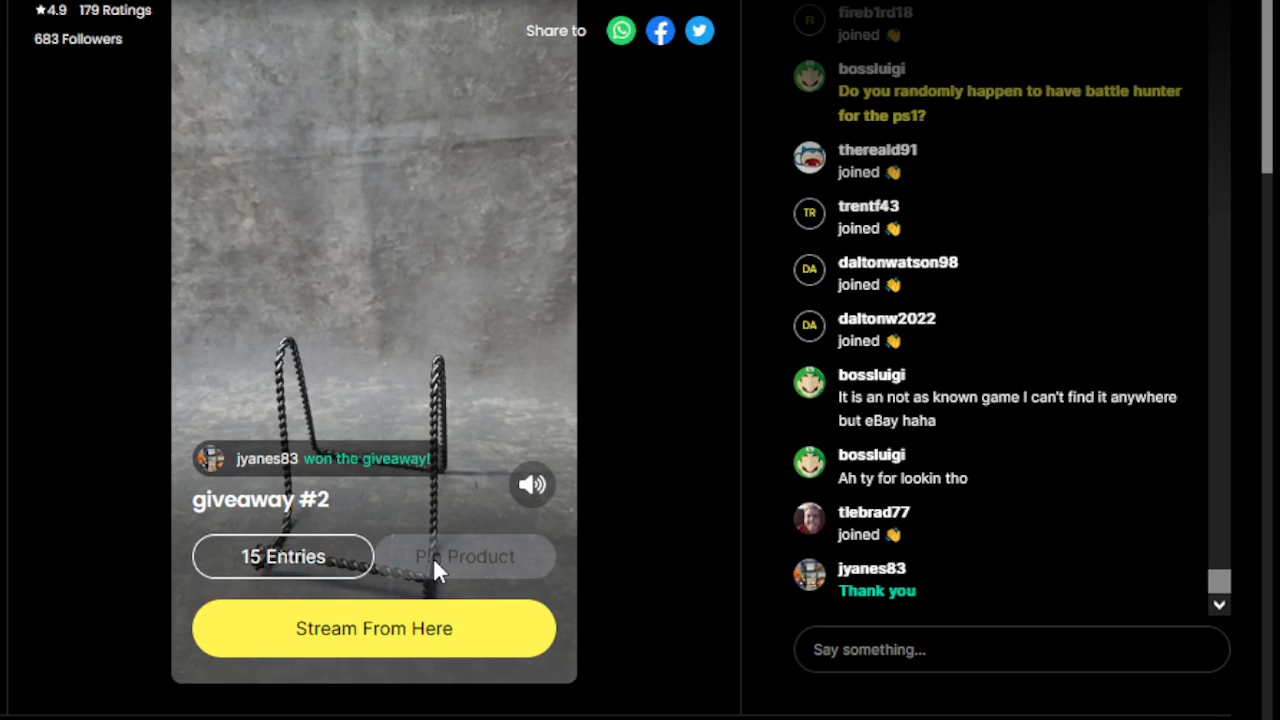 ★4.9 179 Ratings
683 Followers
Share to
jyanes83 won the giveaway!
giveaway #2
15 Entries
Pin Product
Stream From Here
FI
fireb1rd18
joined 👋
bossluigi
Do you randomly happen to have battle hunter
for the ps1?
thereald91
joined 👋
TR
trentf43
joined 👋
DA
daltonwatson98
joined 👋
DA
daltonw2022
joined 👋
bossluigi
It is an not as known game I can't find it anywhere
but eBay haha
bossluigi
Ah ty for lookin tho
tlebrad77
joined 👋
jyanes83
Thank you
Say something...